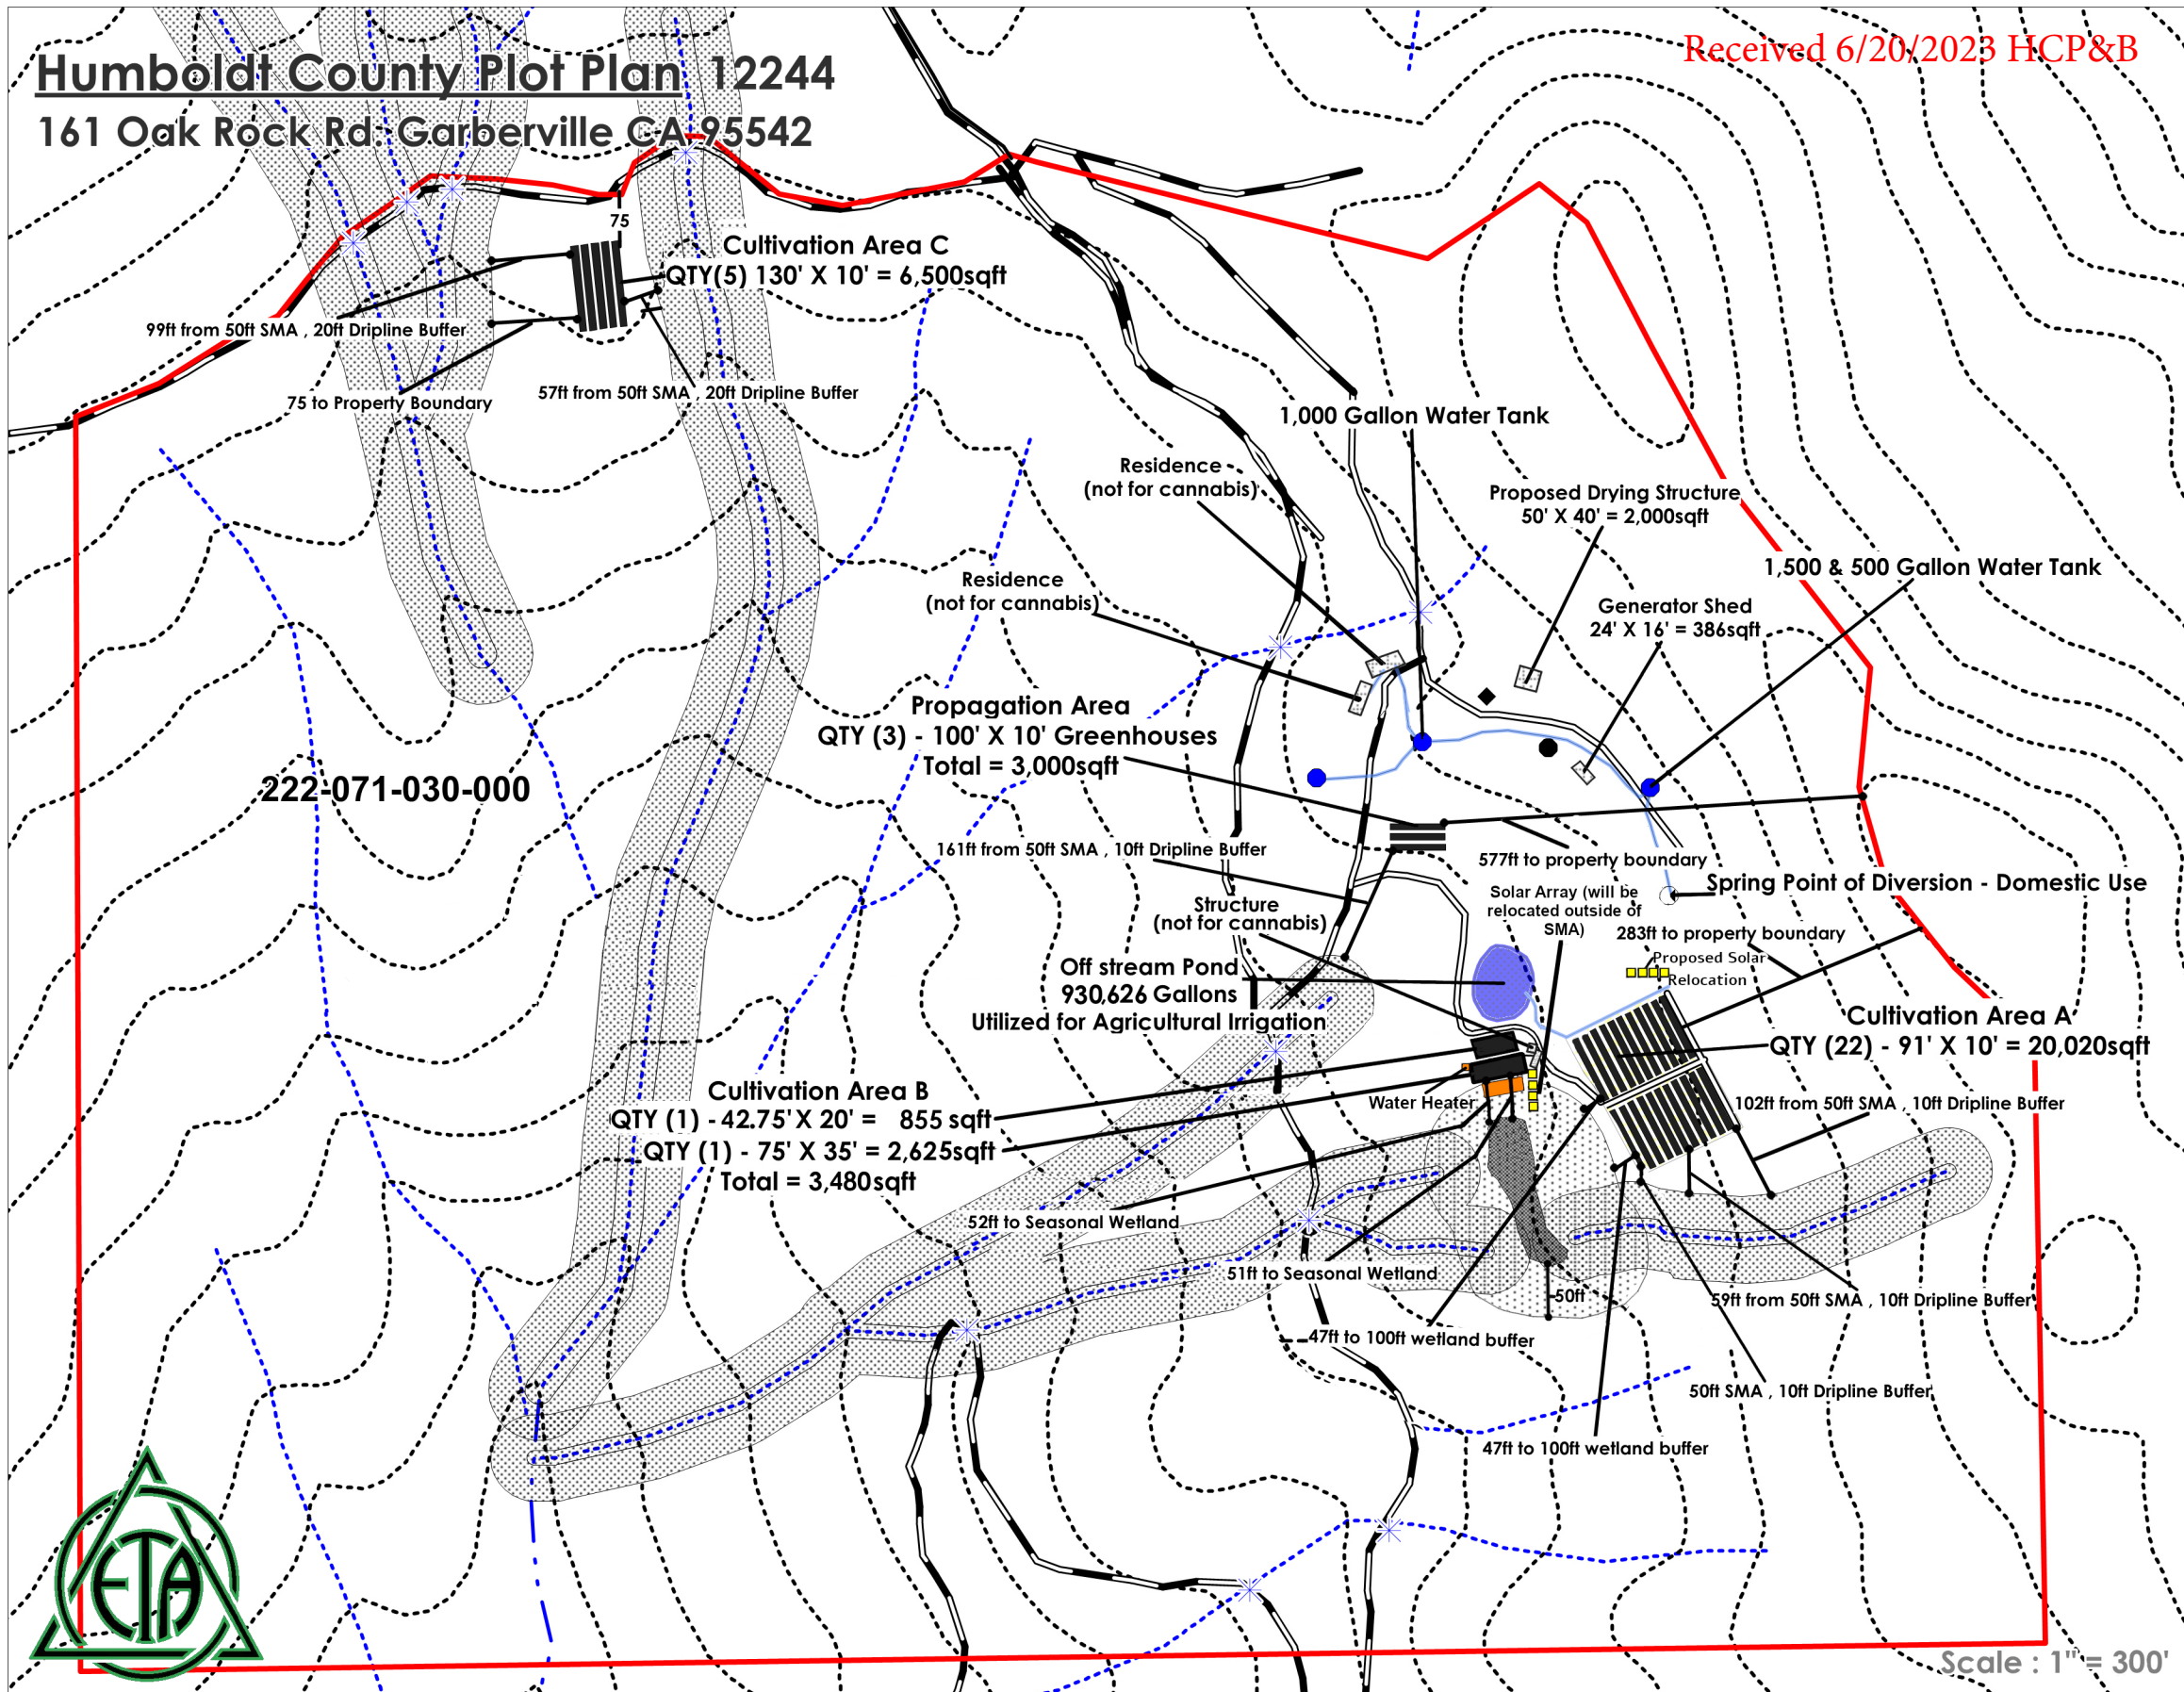 Humboldt County Plot Plan 12244
Received 6/20/2023 HCP&B
161 Oak Rock Rd. Garberville CA 95542
75
Cultivation Area C
QTY(5) 130' X 10' = 6,500sqft
99ft from 50ft SMA , 20ft Dripline Buffer
75 to Property Boundary
57ft from 50ft SMA , 20ft Dripline Buffer
1,000 Gallon Water Tank
Residence
(not for cannabis)
Proposed Drying Structure
50' X 40' = 2,000sqft
1,500 & 500 Gallon Water Tank
Residence
(not for cannabis)
Generator Shed
24' X 16' = 386sqft
Propagation Area
QTY (3) - 100' X 10' Greenhouses
Total = 3,000sqft
222-071-030-000
161ft from 50ft SMA , 10ft Dripline Buffer
577ft to property boundary
Spring Point of Diversion - Domestic Use
Solar Array (will be
relocated outside of
SMA)
Structure
(not for cannabis)
283ft to property boundary
Proposed Solar
Relocation
Off stream Pond
930,626 Gallons
Utilized for Agricultural Irrigation
Cultivation Area A
QTY (22) - 91' X 10' = 20,020sqft
Cultivation Area B
QTY (1) - 42.75' X 20' = 855 sqft
QTY (1) - 75' X 35' = 2,625sqft
Total = 3,480sqft
Water Heater
102ft from 50ft SMA , 10ft Dripline Buffer
52ft to Seasonal Wetland
51ft to Seasonal Wetland
50ft
59ft from 50ft SMA , 10ft Dripline Buffer
47ft to 100ft wetland buffer
50ft SMA , 10ft Dripline Buffer
47ft to 100ft wetland buffer
ETA
Scale : 1" = 300'